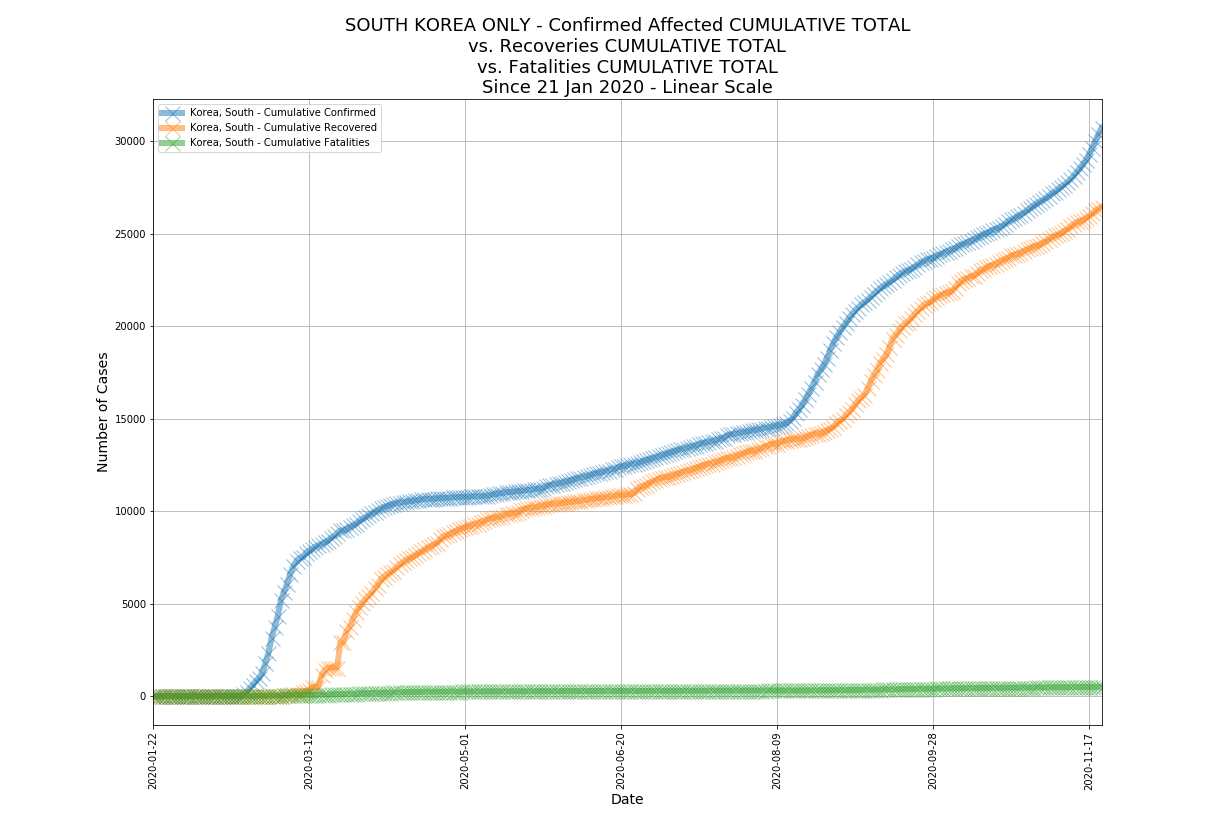 SOUTH KOREA ONLY - Confirmed Affected CUMULATIVE TOTAL
vs. Recoveries CUMULATIVE TOTAL
vs. Fatalities CUMULATIVE TOTAL
Since 21 Jan 2020 - Linear Scale
Korea, South - Cumulative Confirmed
Korea, South - Cumulative Recovered
Korea, South - Cumulative Fatalities
Number of Cases
30000
25000
20000
15000
10000
5000
0
2020-01-22
2020-03-12
2020-05-01
2020-06-20
2020-08-09
2020-09-28
2020-11-17
Date